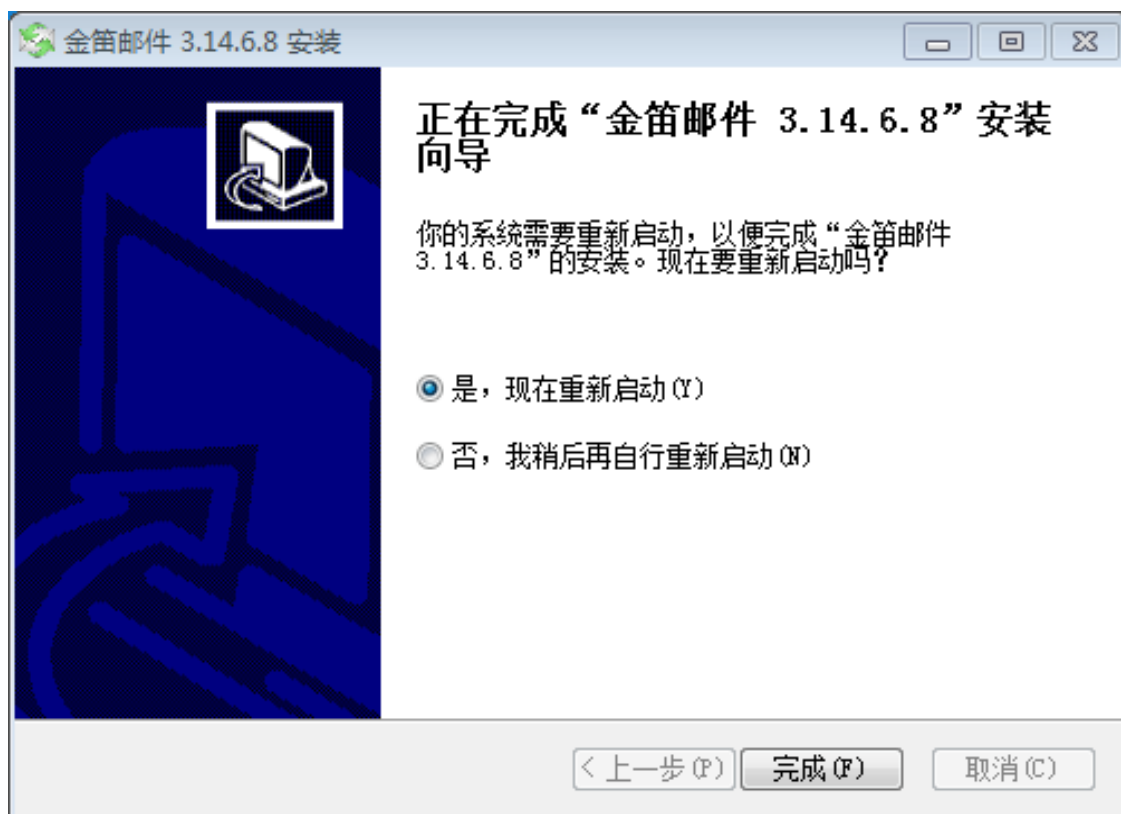 金笛邮件 3.14.6.8 安装
正在完成“金笛邮件 3.14.6.8”安装
向导
你的系统需要重新启动，以便完成“金笛邮件
3.14.6.8”的安装。现在要重新启动吗？
是，现在重新启动(Y)
否，我稍后再自行重新启动(N)
< 上一步(P)
完成(F)
取消(C)